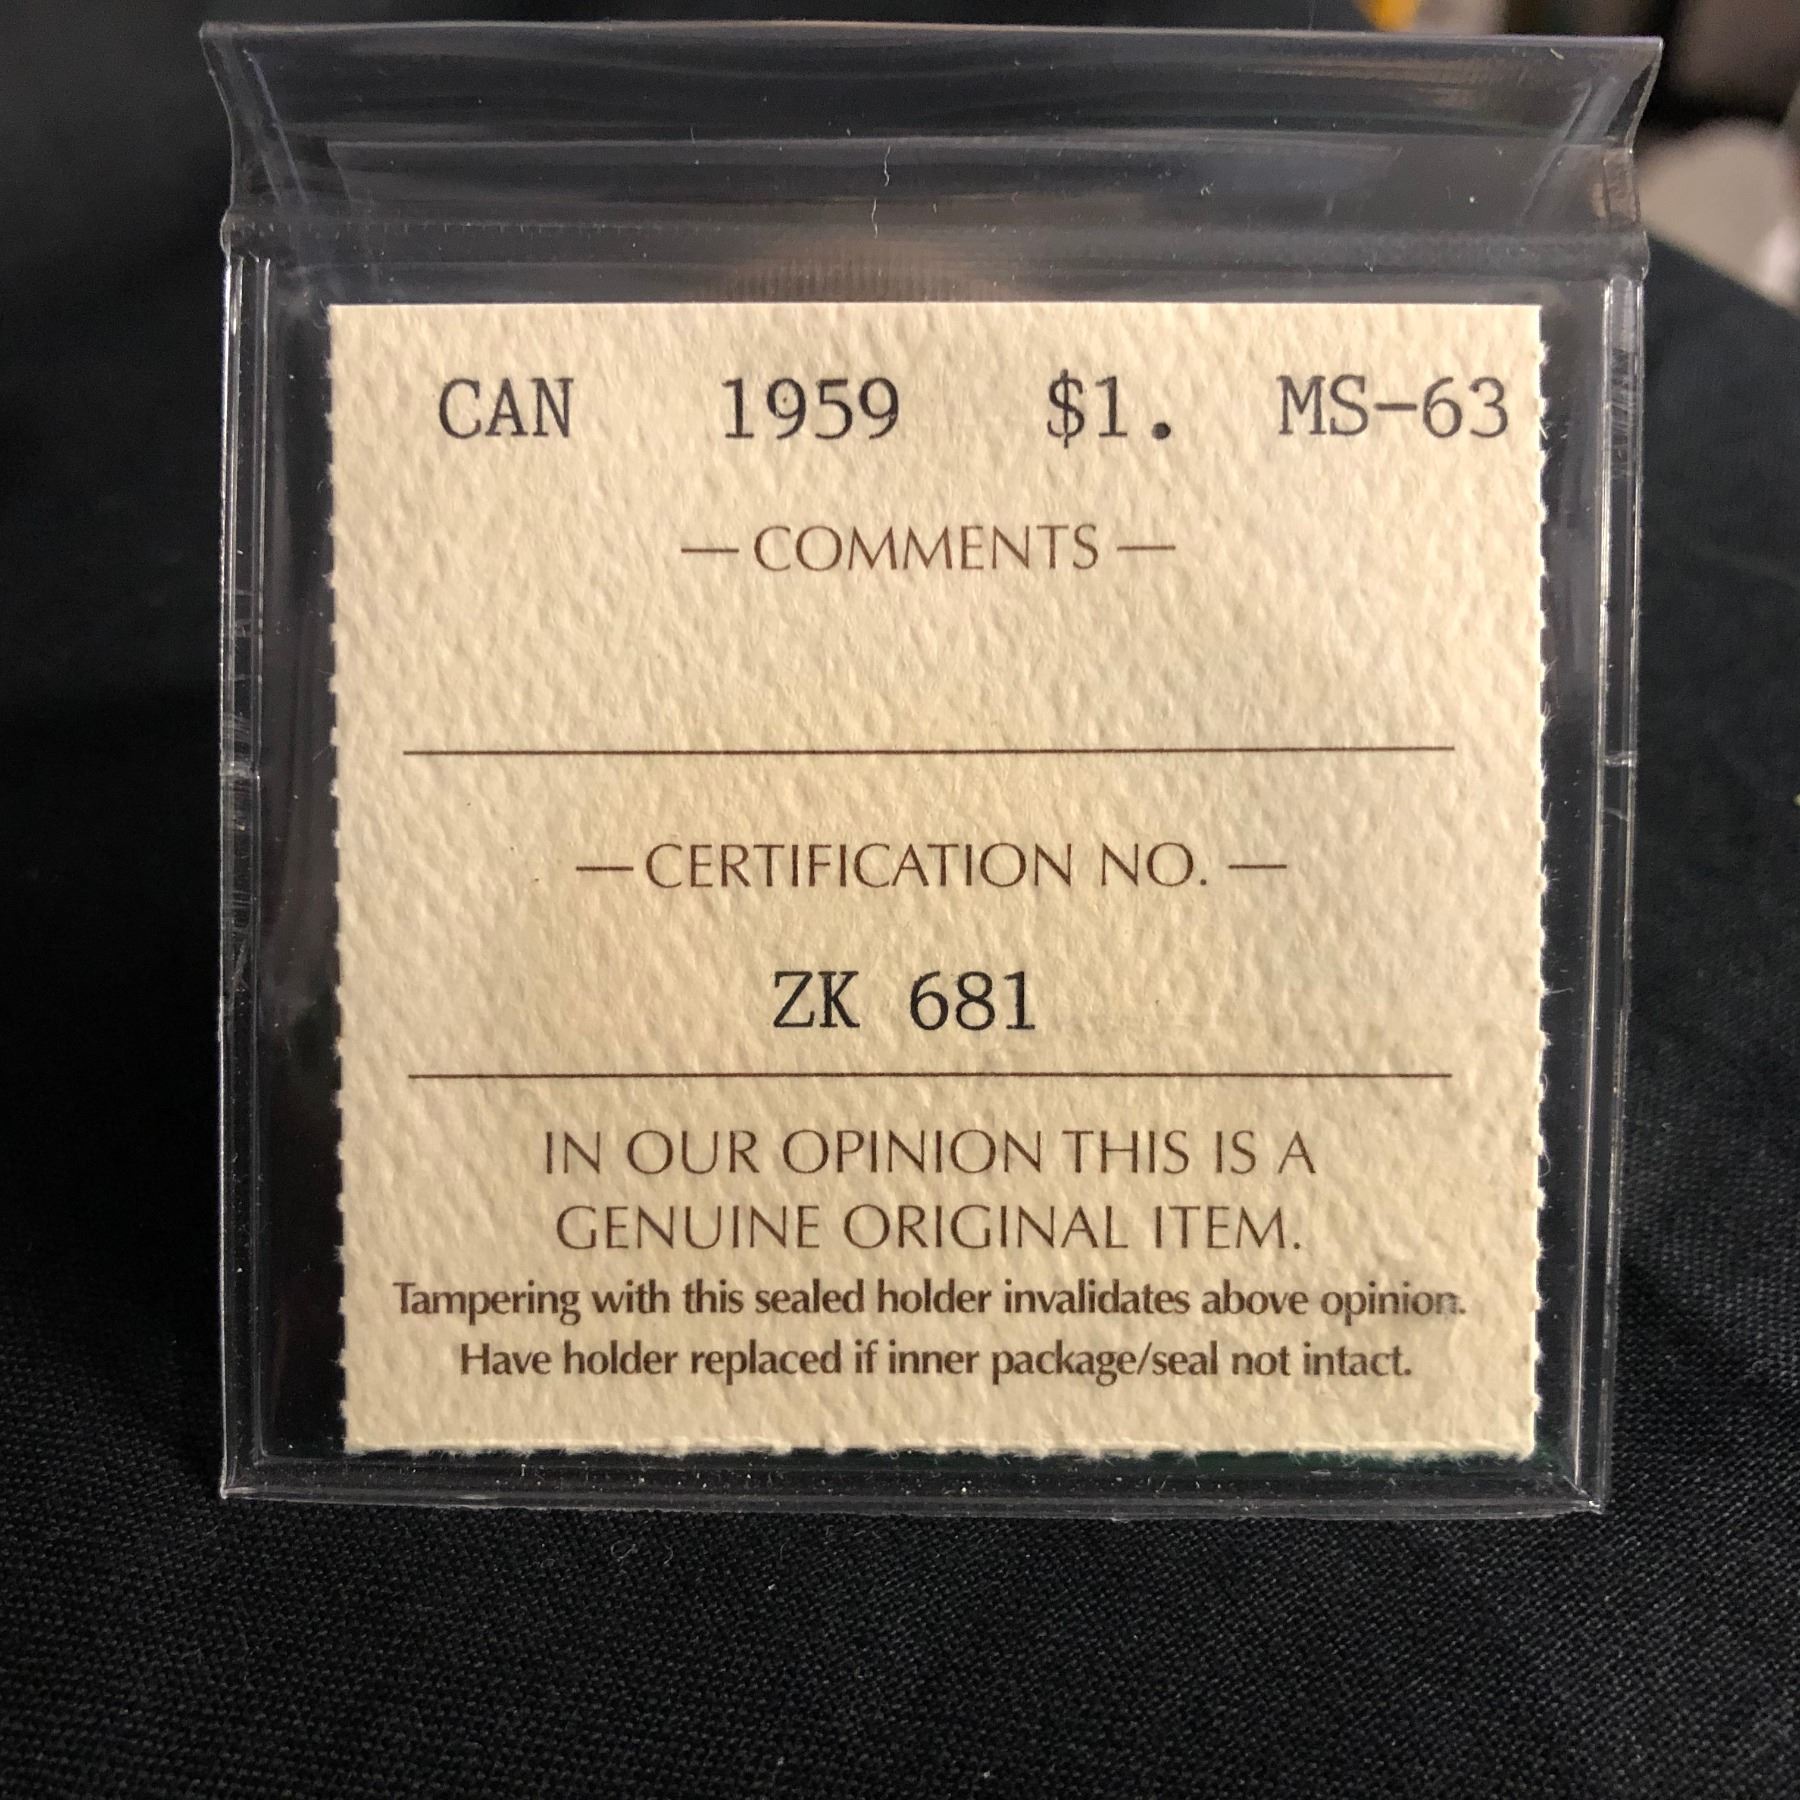 CAN 1959 $1. MS-63
— COMMENTS —
— CERTIFICATION NO. —
ZK 681
IN OUR OPINION THIS IS A
GENUINE ORIGINAL ITEM.
Tampering with this sealed holder invalidates above opinion.
Have holder replaced if inner package/seal not intact.